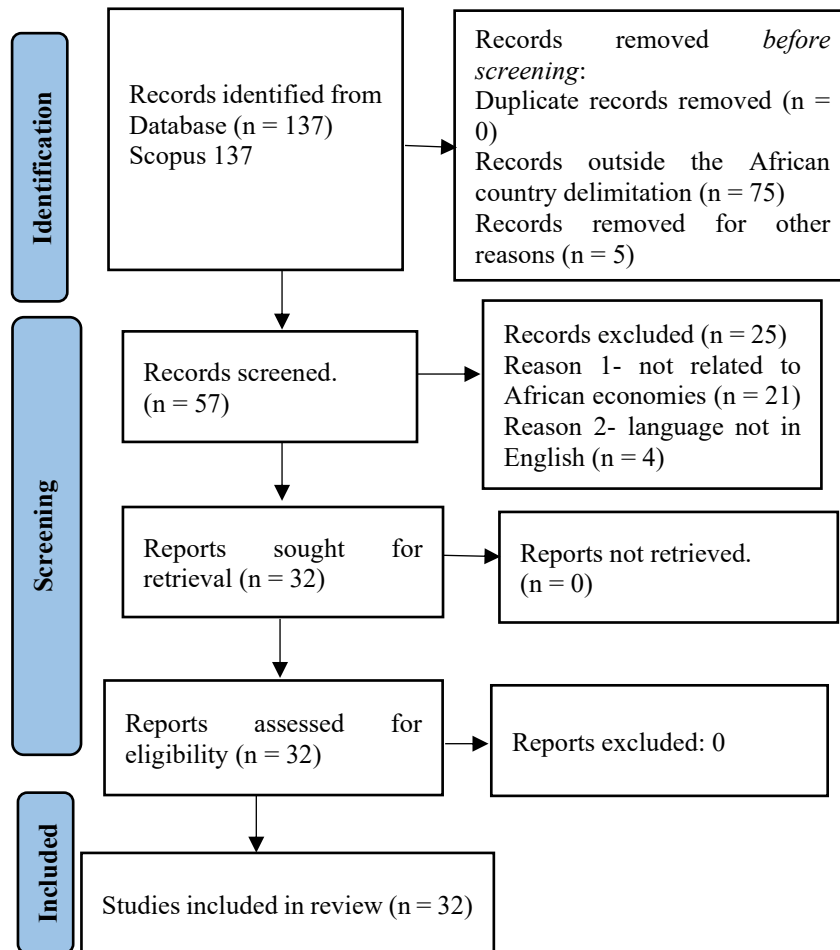 Identification
Records identified from
Database (n = 137)
Scopus 137
Records removed before
screening:
Duplicate records removed (n =
0)
Records outside the African
country delimitation (n = 75)
Records removed for other
reasons (n = 5)
Screening
Records screened.
(n = 57)
Records excluded (n = 25)
Reason 1- not related to
African economies (n = 21)
Reason 2- language not in
English (n = 4)
Reports sought for
retrieval (n = 32)
Reports not retrieved.
(n = 0)
Reports assessed for
eligibility (n = 32)
Reports excluded: 0
Included
Studies included in review (n = 32)